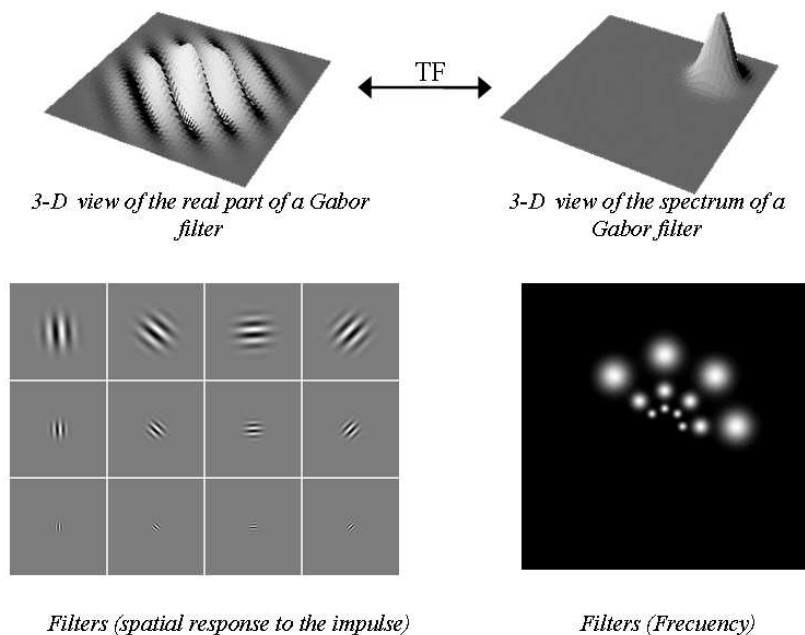 TF
3-D view of the real part of a Gabor
filter
3-D view of the spectrum of a
Gabor filter
Filters (spatial response to the impulse)
Filters (Frecuency)